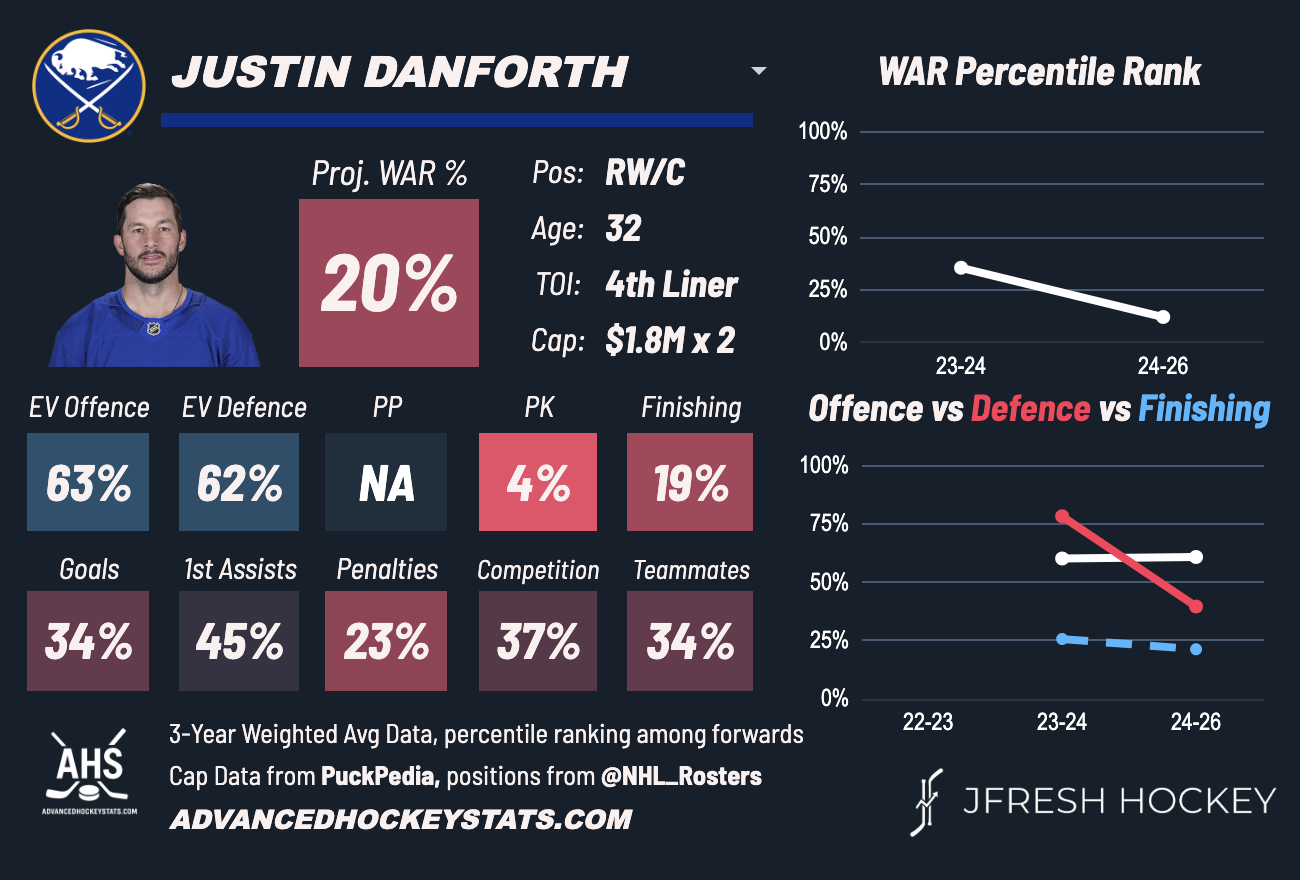 JUSTIN DANFORTH
Proj. WAR %
20%
Pos: RW/C
Age: 32
TOI: 4th Liner
Cap: $1.8M x 2
EV Offence EV Defence PP PK Finishing
63% 62% NA 4% 19%
Goals 1st Assists Penalties Competition Teammates
34% 45% 23% 37% 34%
WAR Percentile Rank
100%
75%
50%
25%
0%
23-24 24-26
Offence vs Defence vs Finishing
100%
75%
50%
25%
0%
22-23 23-24 24-26
AHS
ADVANCEDHOCKEYSTATS.COM
3-Year Weighted Avg Data, percentile ranking among forwards
Cap Data from PuckPedia, positions from @NHL_Rosters
ADVANCEDHOCKEYSTATS.COM
JFRESH HOCKEY